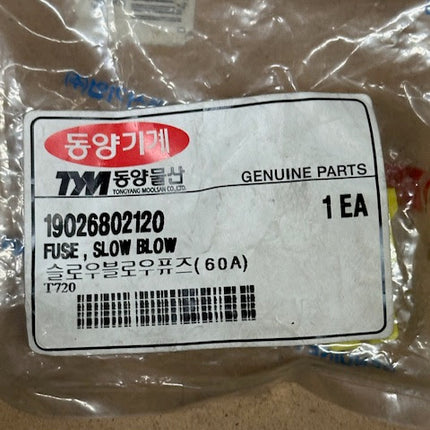 동양기계
TYM 동양물산
TONGYANG MOOLSAN CO.,LTD.
GENUINE PARTS
19026802120
1 EA
FUSE , SLOW BLOW
슬로우블로우퓨즈(60A)
T720